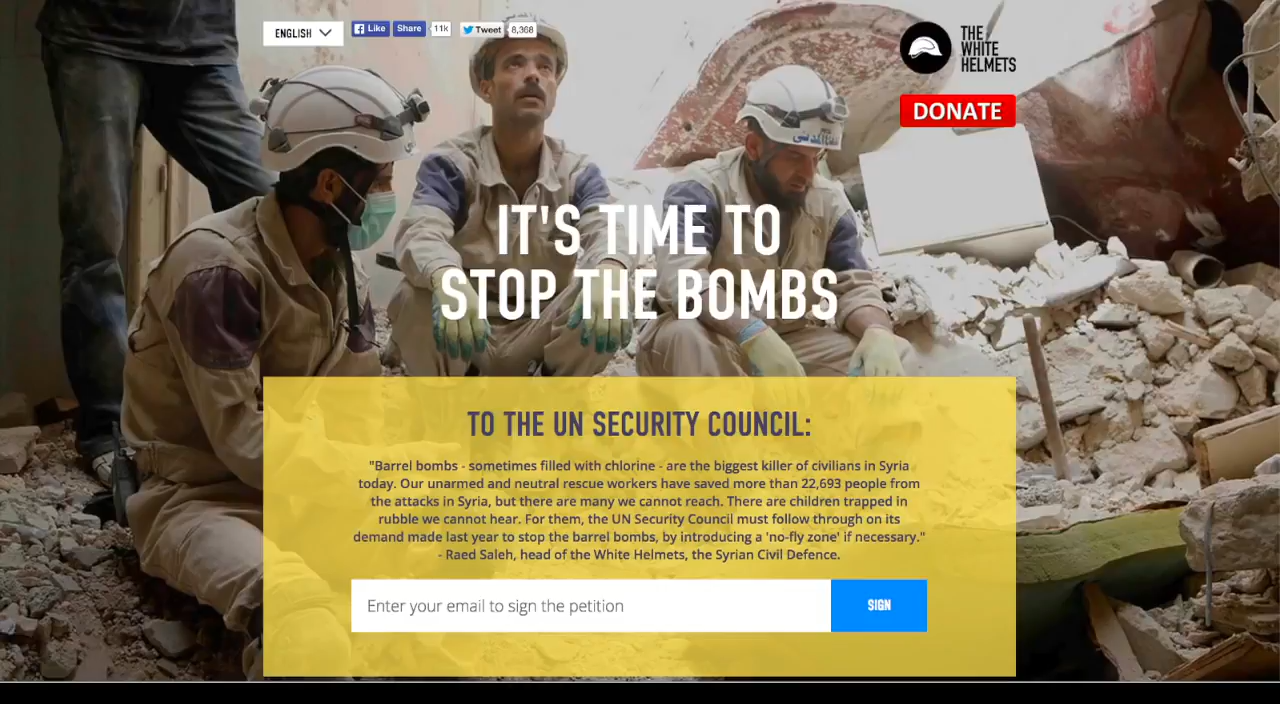 ENGLISH
Like Share 11k Tweet 8,368
THE
WHITE
HELMETS
DONATE
IT'S TIME TO
STOP THE BOMBS
TO THE UN SECURITY COUNCIL:
"Barrel bombs - sometimes filled with chlorine - are the biggest killer of civilians in Syria
today. Our unarmed and neutral rescue workers have saved more than 22,693 people from
the attacks in Syria, but there are many we cannot reach. There are children trapped in
rubble we cannot hear. For them, the UN Security Council must follow through on its
demand made last year to stop the barrel bombs, by introducing a 'no-fly zone' if necessary."
- Raed Saleh, head of the White Helmets, the Syrian Civil Defence.
Enter your email to sign the petition
SIGN